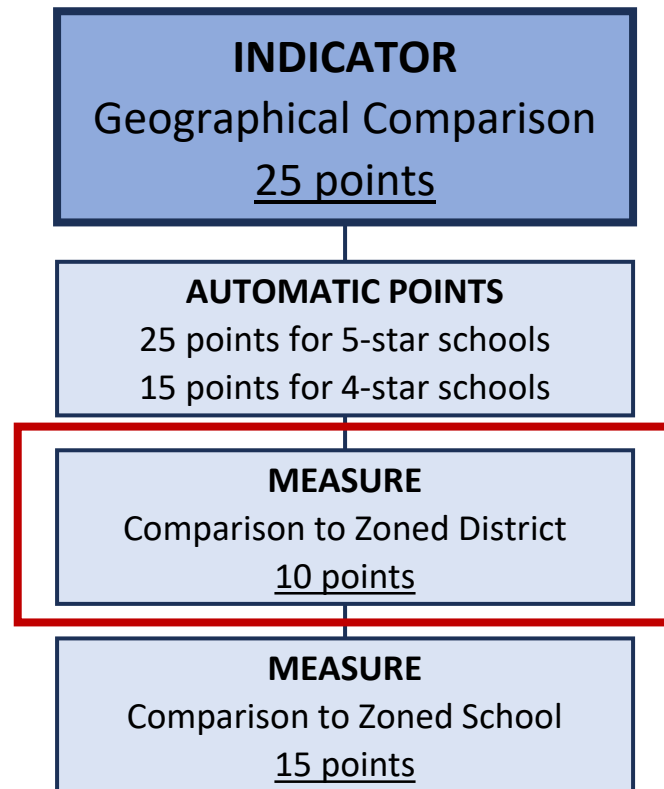 INDICATOR
Geographical Comparison
25 points
AUTOMATIC POINTS
25 points for 5-star schools
15 points for 4-star schools
MEASURE
Comparison to Zoned District
10 points
MEASURE
Comparison to Zoned School
15 points